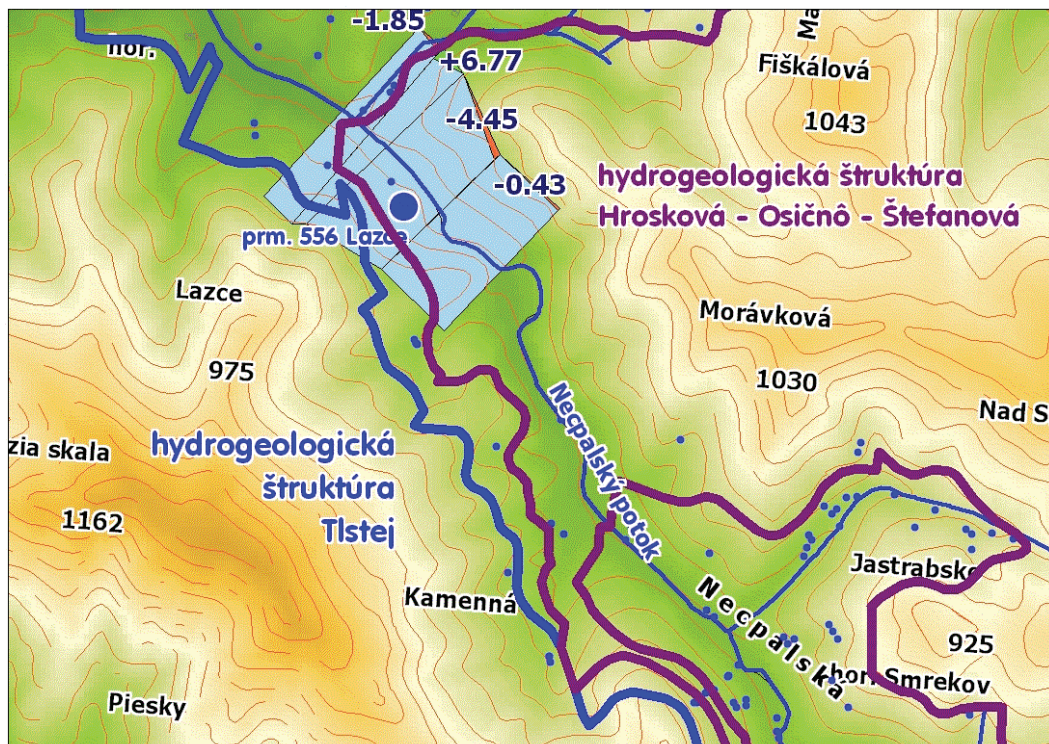 -1.85
hor.
+6.77
Fiškálová
1043
-4.45
-0.43
hydrogeologická štruktúra
Hrosková - Osičnô - Štefanová
prm. 556 Lazce
Lazce
975
Morávková
1030
Nad S
Necpalský potok
hydrogeologická
štruktúra
Tlstej
zia skala
1162
Kamenná
Jastrabsk
Necpalská
925
hor. Smrekov
Piesky